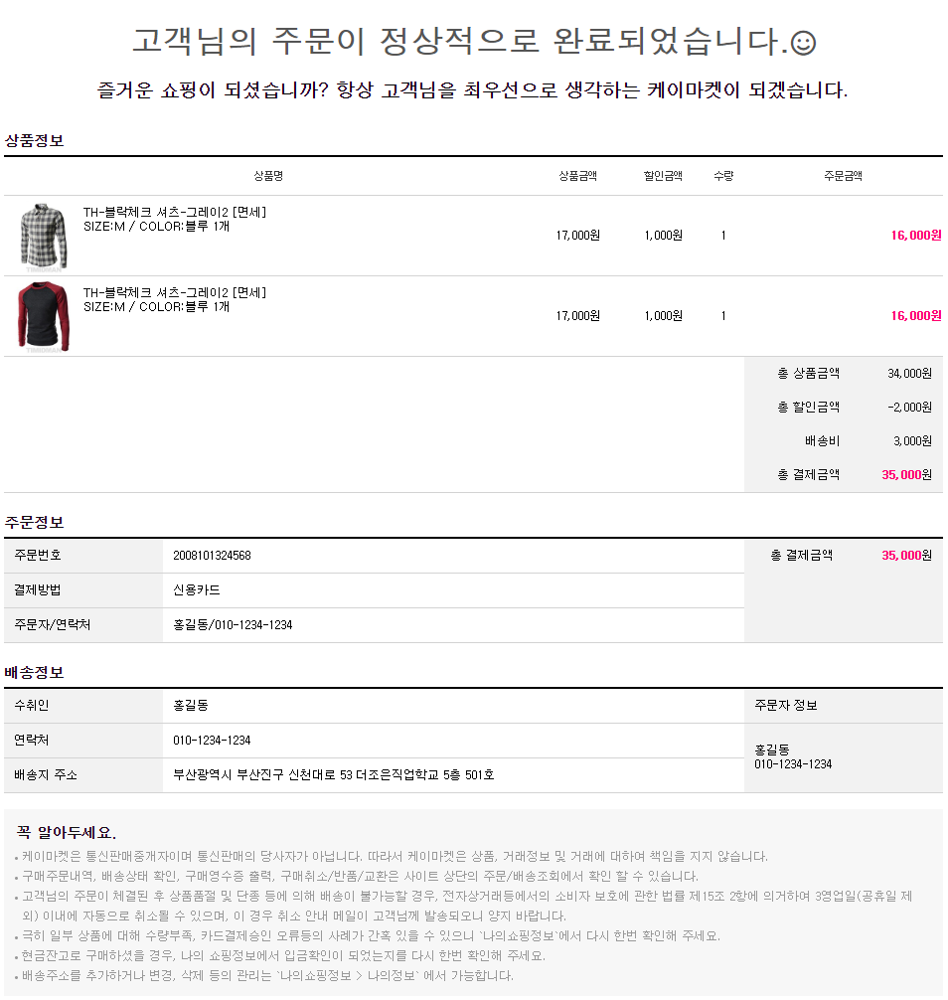 고객님의 주문이 정상적으로 완료되었습니다.☺
즐거운 쇼핑이 되셨습니까? 항상 고객님을 최우선으로 생각하는 케이마켓이 되겠습니다.
상품정보
상품명 상품금액 할인금액 수량 주문금액
TH-블락체크 셔츠-그레이2 [면세]
SIZE:M / COLOR:블루 1개
17,000원 1,000원 1 16,000원
TH-블락체크 셔츠-그레이2 [면세]
SIZE:M / COLOR:블루 1개
17,000원 1,000원 1 16,000원
총 상품금액 34,000원
총 할인금액 -2,000원
배송비 3,000원
총 결제금액 35,000원
주문정보
주문번호 2008101324568 총 결제금액 35,000원
결제방법 신용카드
주문자/연락처 홍길동/010-1234-1234
배송정보
수취인 홍길동 주문자 정보
연락처 010-1234-1234
홍길동
010-1234-1234
배송지 주소 부산광역시 부산진구 신천대로 53 더조은직업학교 5층 501호
꼭 알아두세요.
• 케이마켓은 통신판매중개자이며 통신판매의 당사자가 아닙니다. 따라서 케이마켓은 상품, 거래정보 및 거래에 대하여 책임을 지지 않습니다.
• 구매주문내역, 배송상태 확인, 구매영수증 출력, 구매취소/반품/교환은 사이트 상단의 주문/배송조회에서 확인 할 수 있습니다.
• 고객님의 주문이 체결된 후 상품품절 및 단종 등에 의해 배송이 불가능할 경우, 전자상거래등에서의 소비자 보호에 관한 법률 제15조 2항에 의거하여 3영업일(공휴일 제
외) 이내에 자동으로 취소될 수 있으며, 이 경우 취소 안내 메일이 고객님께 발송되오니 양지 바랍니다.
• 극히 일부 상품에 대해 수량부족, 카드결제승인 오류등의 사례가 간혹 있을 수 있으니 `나의쇼핑정보`에서 다시 한번 확인해 주세요.
• 현금잔고로 구매하셨을 경우, 나의 쇼핑정보에서 입금확인이 되었는지를 다시 한번 확인해 주세요.
• 배송주소를 추가하거나 변경, 삭제 등의 관리는 `나의쇼핑정보 > 나의정보` 에서 가능합니다.